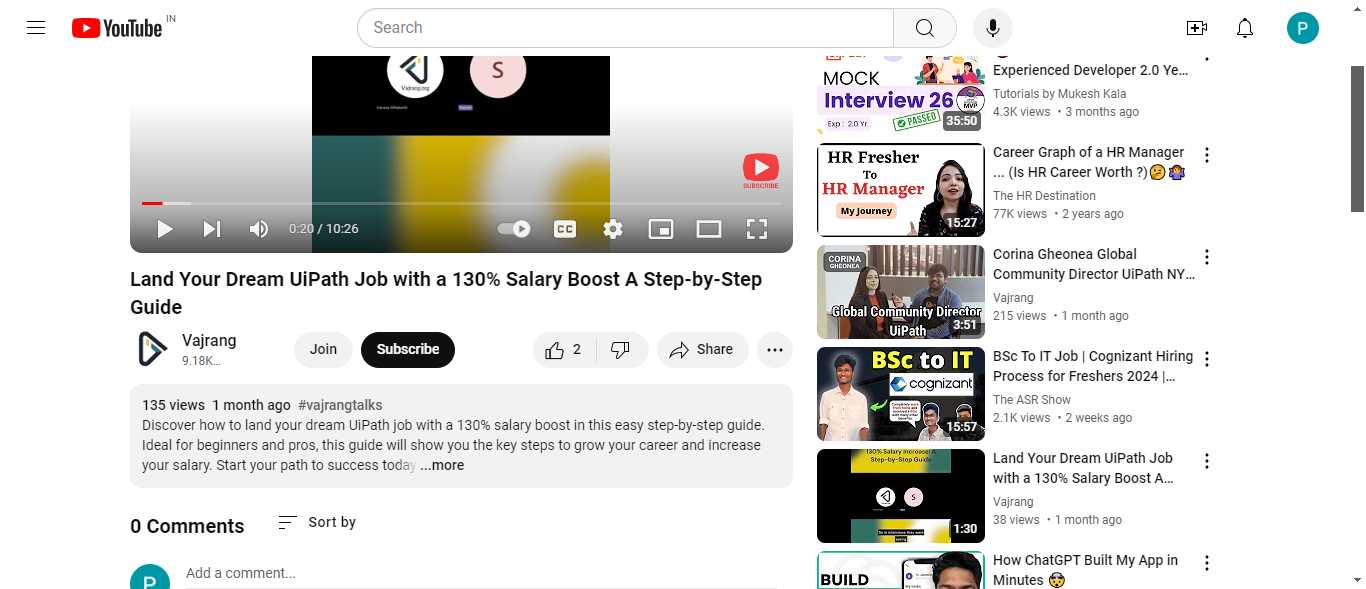 YouTube IN
Search
P
Vajrang.org
S
SUBSCRIBE
0:20 / 10:26
CC
Land Your Dream UiPath Job with a 130% Salary Boost A Step-by-Step
Guide
Vajrang
9.18K...
Join
Subscribe
2
Share
135 views 1 month ago #vajrangtalks
Discover how to land your dream UiPath job with a 130% salary boost in this easy step-by-step guide.
Ideal for beginners and pros, this guide will show you the key steps to grow your career and increase
your salary. Start your path to success today ...more
0 Comments
Sort by
P
Add a comment...
MOCK
Interview 26
MVP
Exp : 2.0 Yr
PASSED
35:50
Experienced Developer 2.0 Ye...
Tutorials by Mukesh Kala
4.3K views • 3 months ago
HR Fresher
To
HR Manager
My Journey
15:27
Career Graph of a HR Manager
... (Is HR Career Worth ?)🤔🤷‍♀️
The HR Destination
77K views • 2 years ago
CORINA
GHEONEA
Global Community Director
UiPath
3:51
Corina Gheonea Global
Community Director UiPath NY...
Vajrang
215 views • 1 month ago
BSc to IT
cognizant
15:57
BSc To IT Job | Cognizant Hiring
Process for Freshers 2024 |...
The ASR Show
2.1K views • 2 weeks ago
130% Salary Increase! A
Step-by-Step Guide
S
1:30
Land Your Dream UiPath Job
with a 130% Salary Boost A...
Vajrang
38 views • 1 month ago
BUILD
How ChatGPT Built My App in
Minutes 🤯